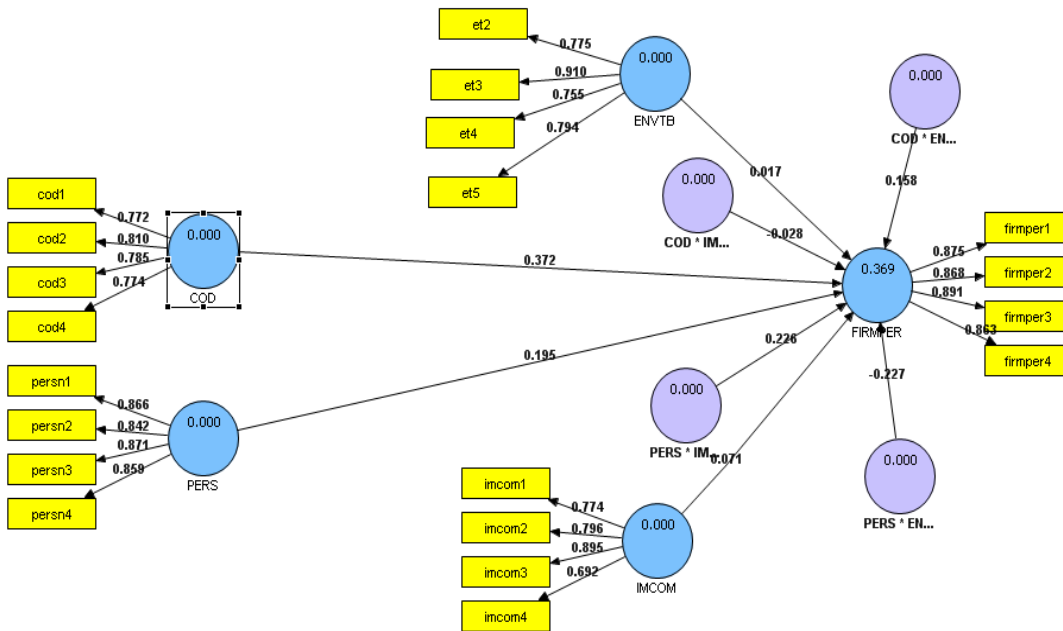 et2
0.775
0.000
et3
0.910
0.000
0.755
et4
ENVTB
0.794
COD * EN...
et5
0.017
0.158
0.000
cod1
0.772
COD * IM...
-0.028
firmper1
cod2
0.810
0.000
0.875
0.785
0.372
0.369
0.868
firmper2
cod3
0.774
COD
0.891
firmper3
cod4
FIRMPER
0.863
0.226
firmper4
persn1
0.195
-0.227
0.866
0.000
persn2
0.842
0.000
0.871
PERS * IM...
0.071
persn3
0.859
0.000
persn4
PERS
imcom1
0.774
PERS * EN...
imcom2
0.796
0.000
0.895
imcom3
0.692
IMCOM
imcom4